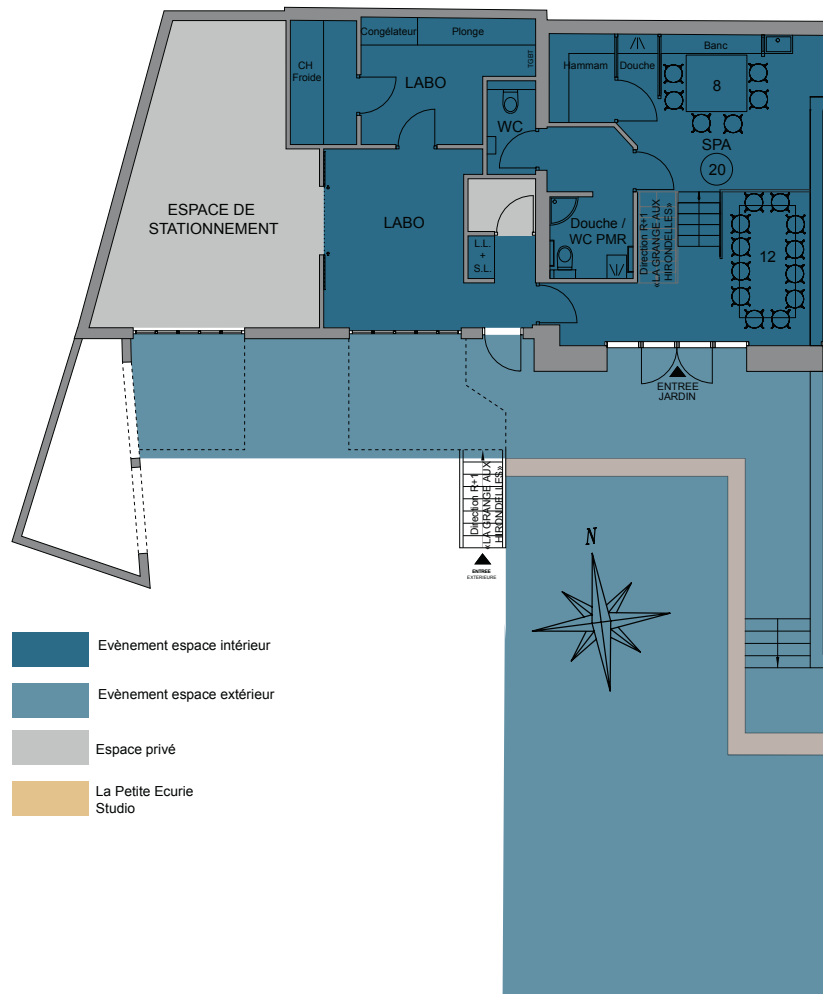 Congélateur
Plonge
TGBT
CH
Froide
LABO
WC
Hammam
Douche
Banc
8
SPA
20
ESPACE DE
STATIONNEMENT
LABO
L.L.
+
S.L.
Douche /
WC PMR
Direction R+1
«LA GRANGE AUX
HIRONDELLES»
12
ENTREE
JARDIN
Direction R+1
«LA GRANGE AUX
HIRONDELLES»
ENTREE
EXTERIEURE
N
Evènement espace intérieur
Evènement espace extérieur
Espace privé
La Petite Ecurie
Studio